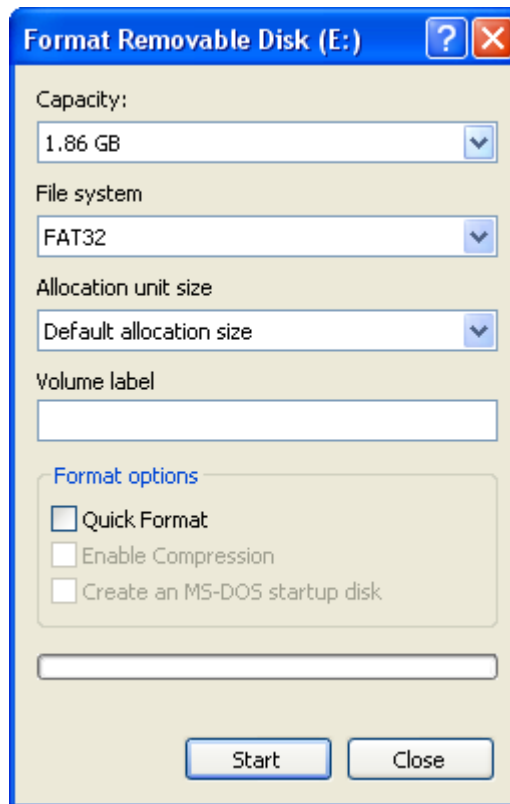 Format Removable Disk (E:)
Capacity:
1.86 GB
File system
FAT32
Allocation unit size
Default allocation size
Volume label
Format options
Quick Format
Enable Compression
Create an MS-DOS startup disk
Start Close